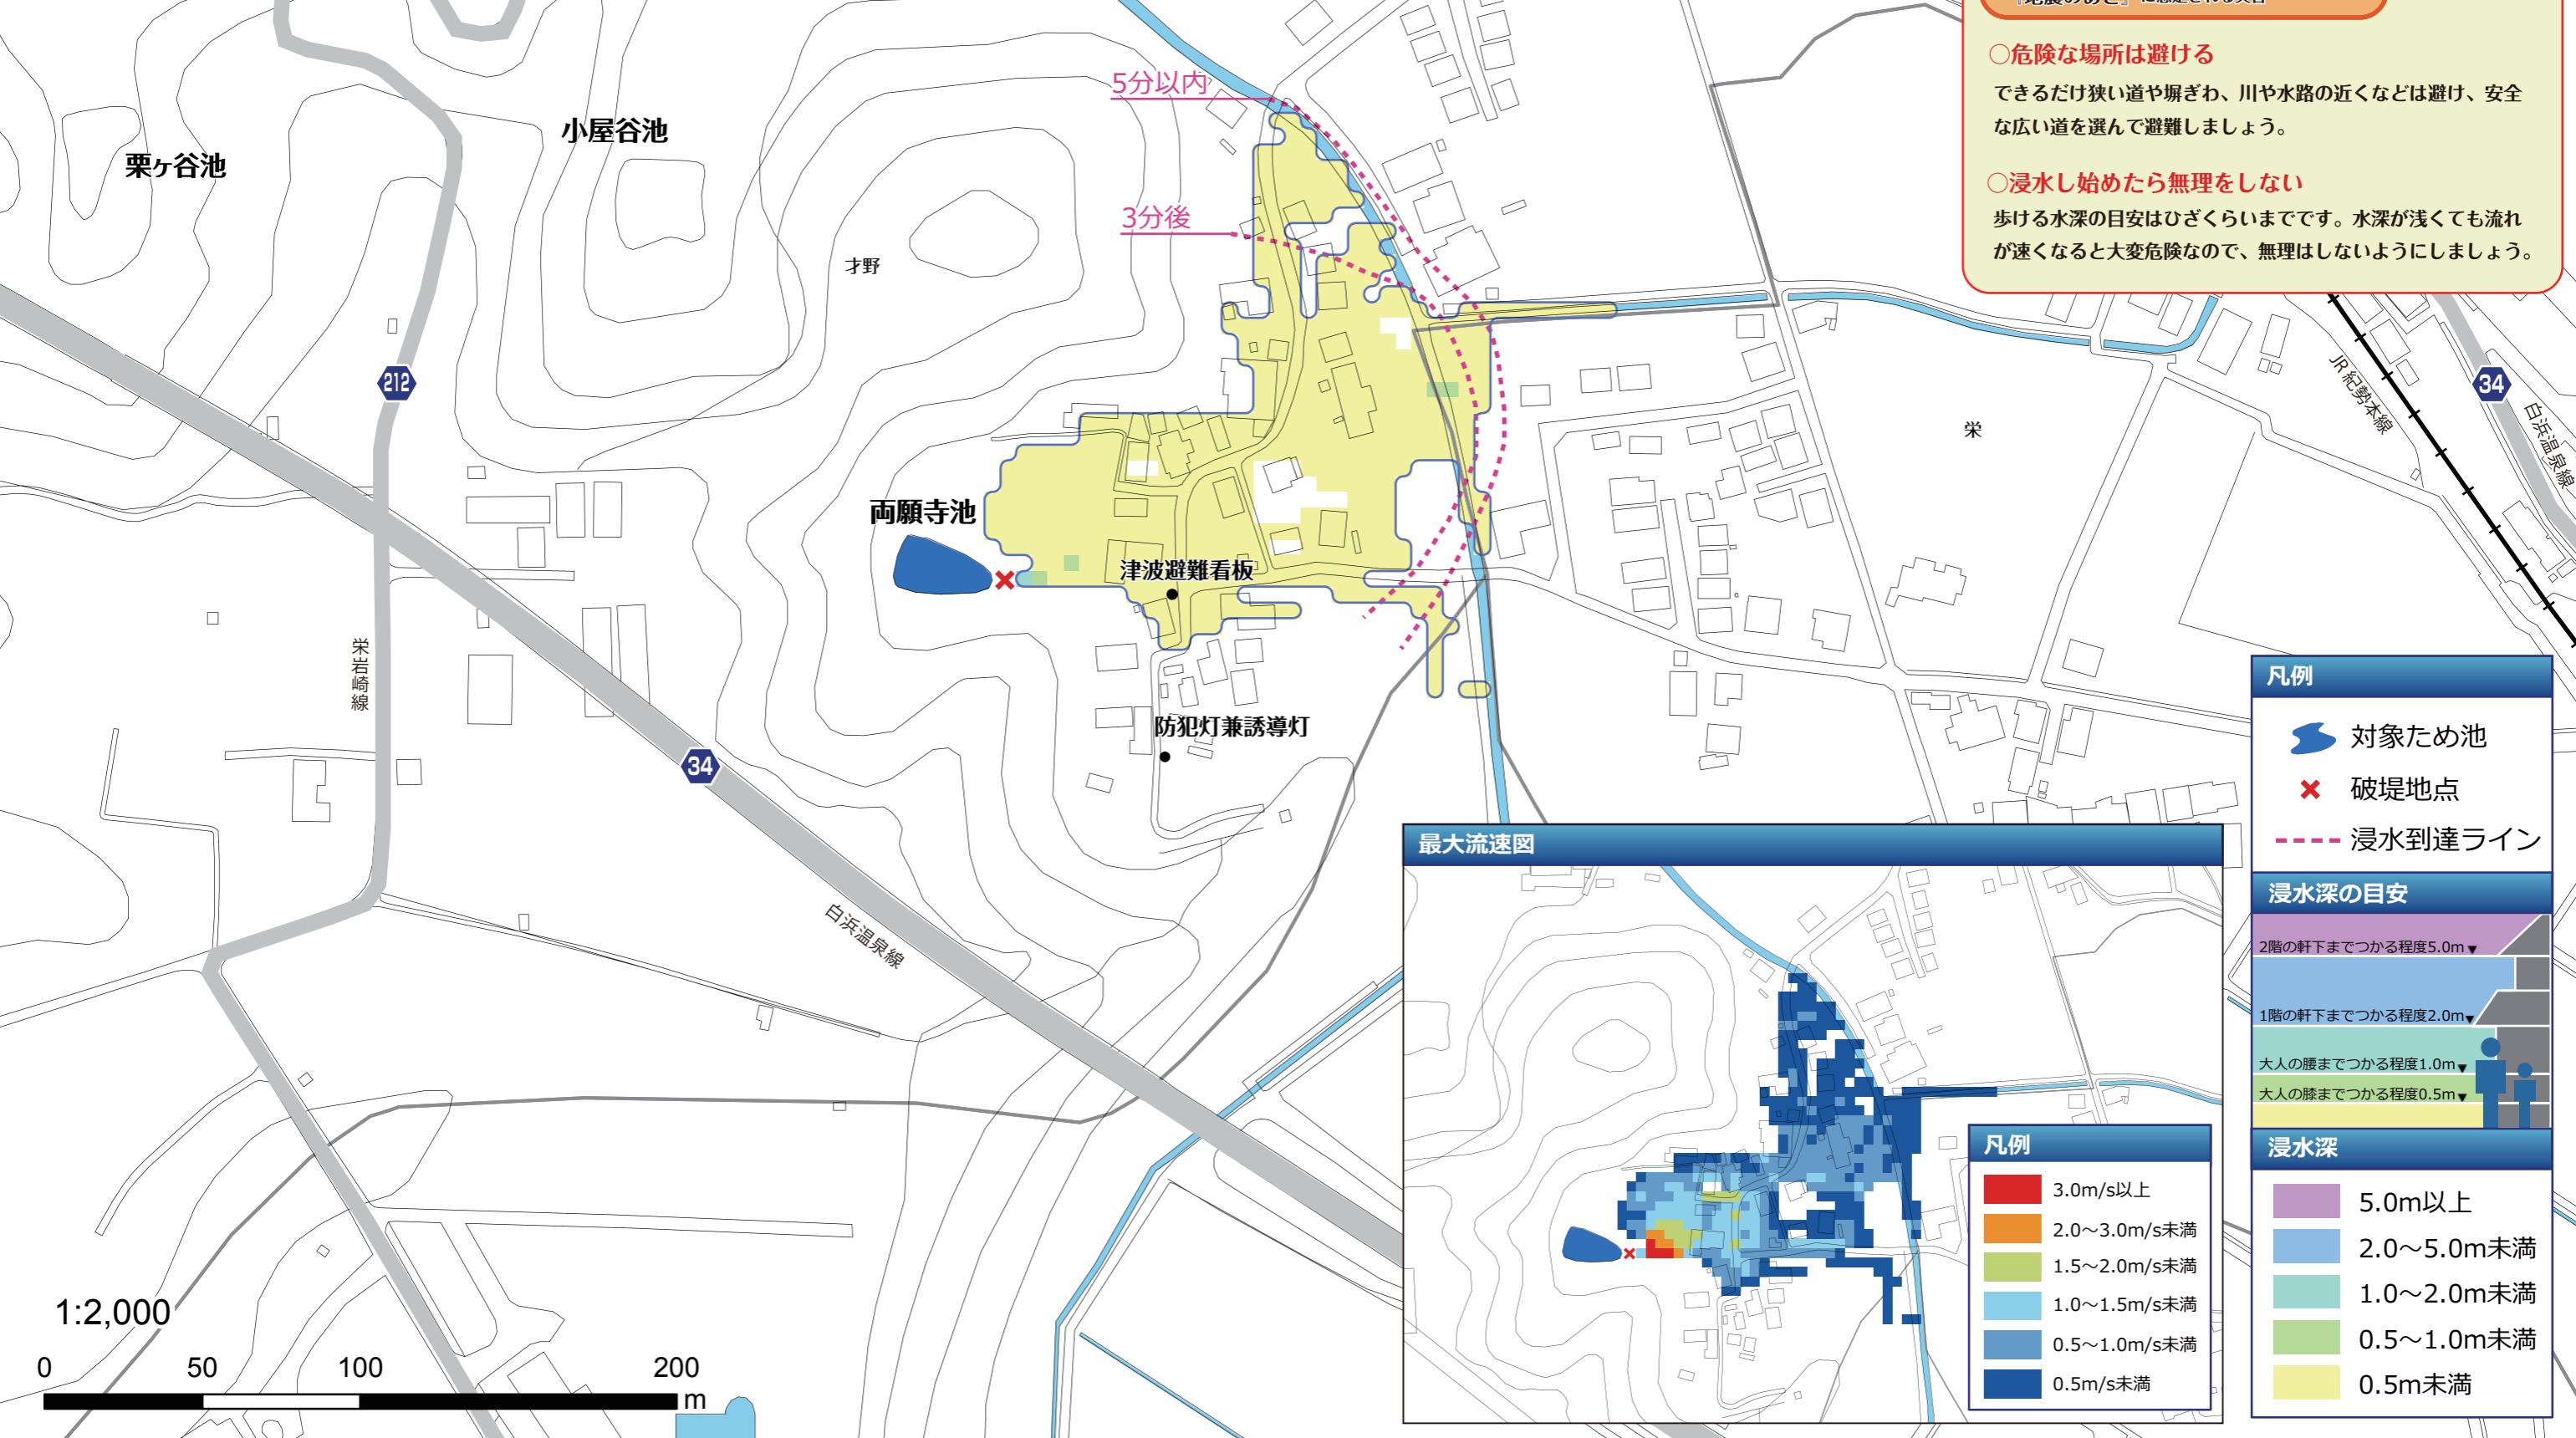 『地震のあと』に想定される災害
○危険な場所は避ける
できるだけ狭い道や塀ぎわ、川や水路の近くなどは避け、安全
な広い道を選んで避難しましょう。
○浸水し始めたら無理をしない
歩ける水深の目安はひざくらいまでです。水深が浅くても流れ
が速くなると大変危険なので、無理はしないようにしましょう。
5分以内
3分後
栗ヶ谷池
小屋谷池
才野
212
両願寺池
津波避難看板
防犯灯兼誘導灯
栄
JR紀勢本線
34
白浜温泉線
栄岩崎線
34
白浜温泉線
1:2,000
0 50 100 200
m
最大流速図
凡例
3.0m/s以上
2.0～3.0m/s未満
1.5～2.0m/s未満
1.0～1.5m/s未満
0.5～1.0m/s未満
0.5m/s未満
凡例
対象ため池
破堤地点
浸水到達ライン
浸水深の目安
2階の軒下までつかる程度5.0m▼
1階の軒下までつかる程度2.0m▼
大人の腰までつかる程度1.0m▼
大人の膝までつかる程度0.5m▼
浸水深
5.0m以上
2.0～5.0m未満
1.0～2.0m未満
0.5～1.0m未満
0.5m未満